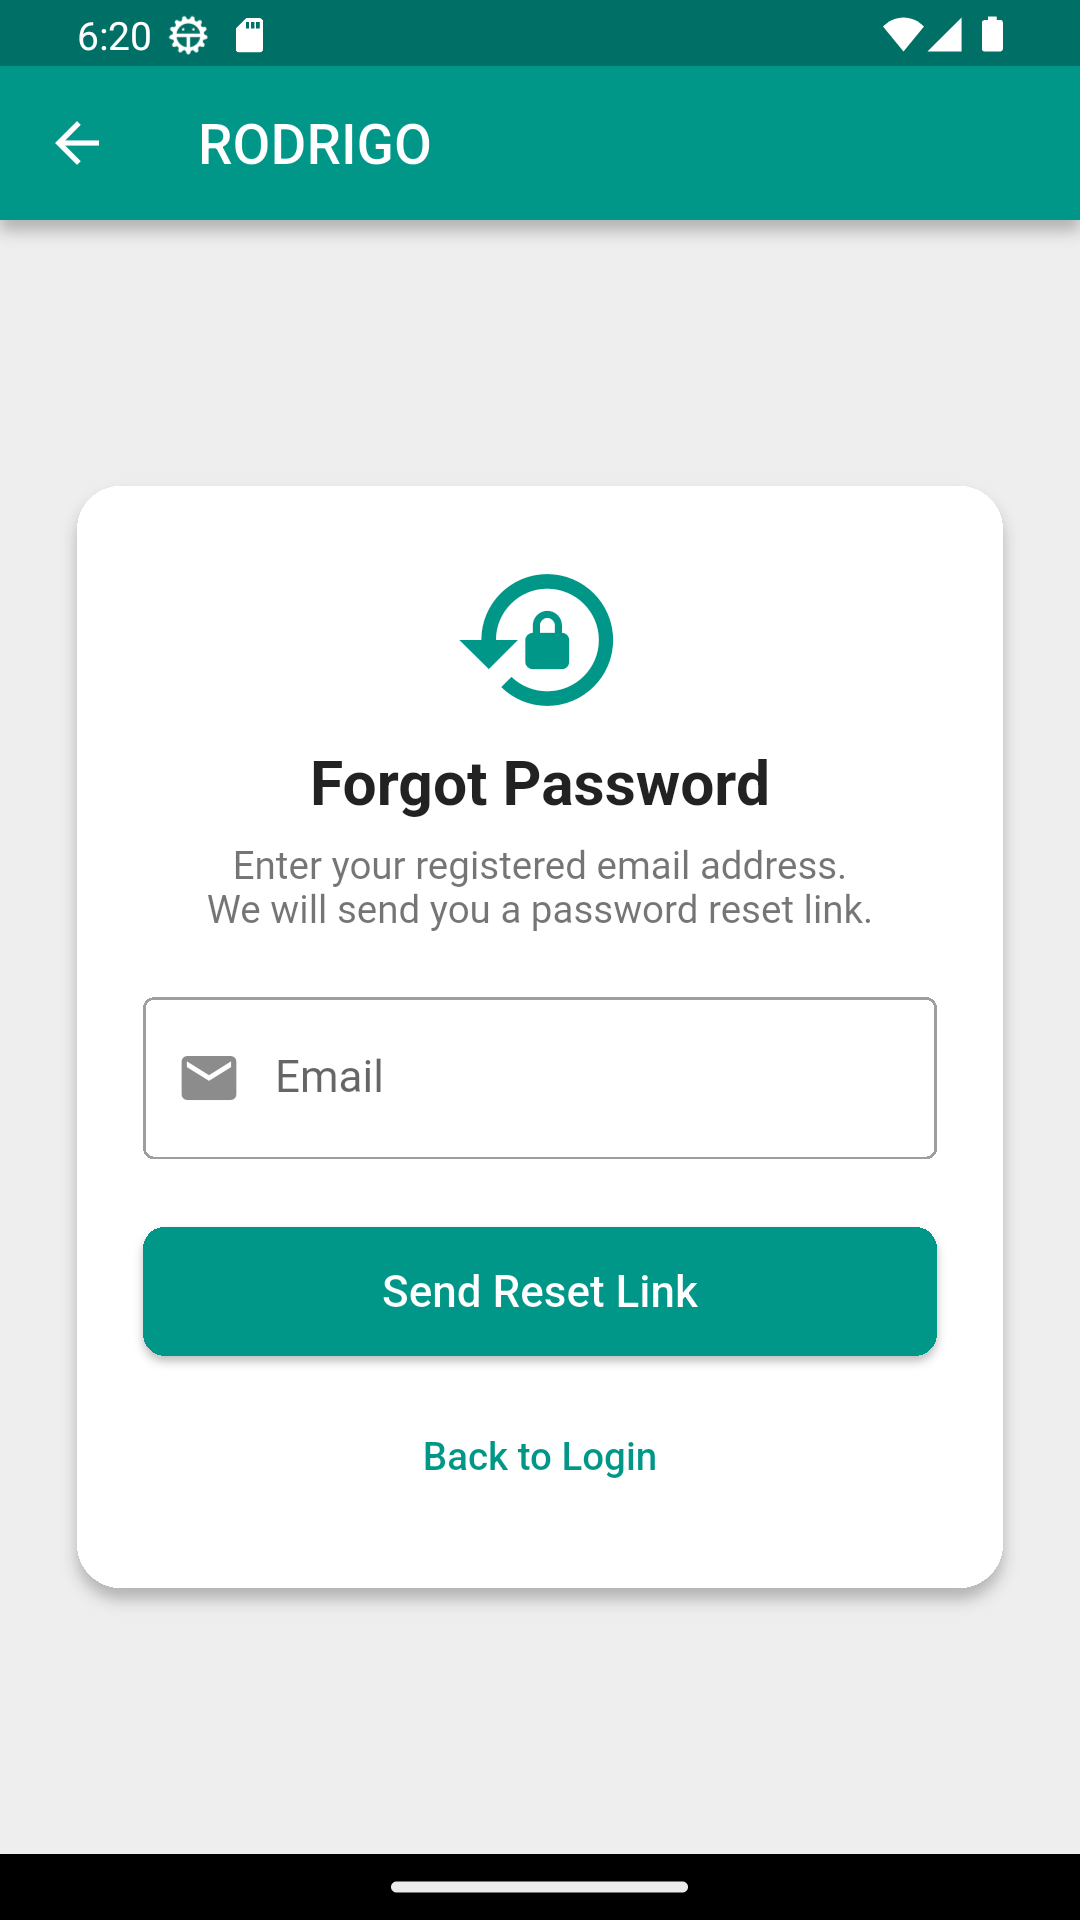 6:20
RODRIGO
Forgot Password
Enter your registered email address.
We will send you a password reset link.
Email
Send Reset Link
Back to Login